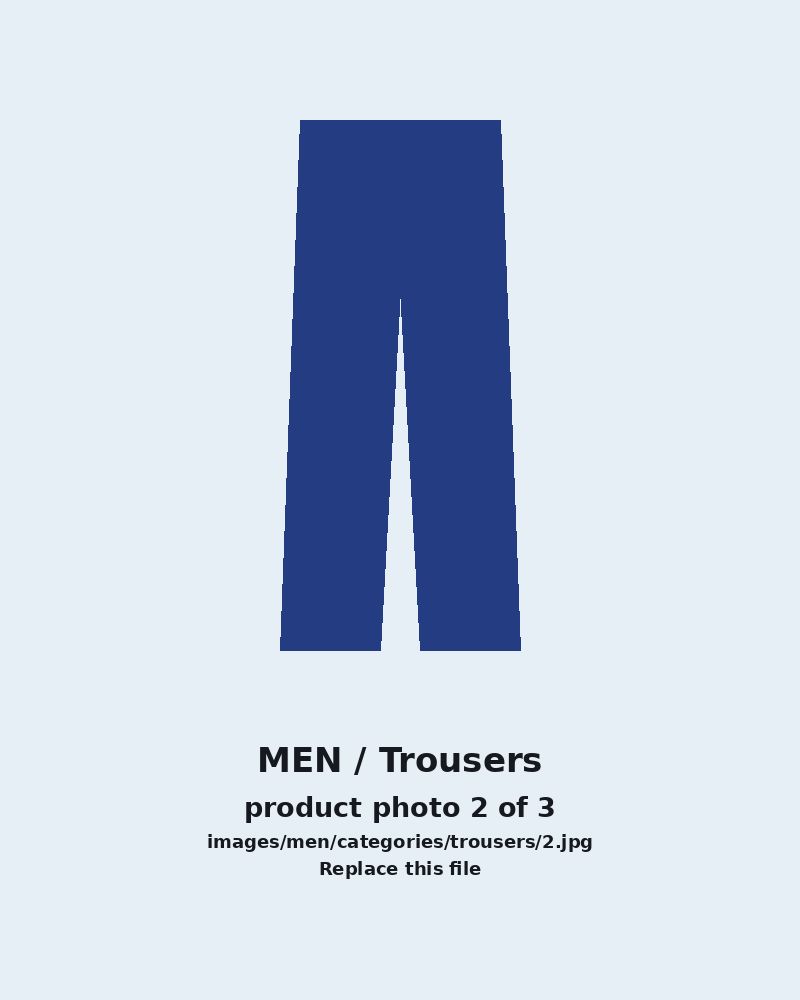 MEN / Trousers
product photo 2 of 3
images/men/categories/trousers/2.jpg
Replace this file